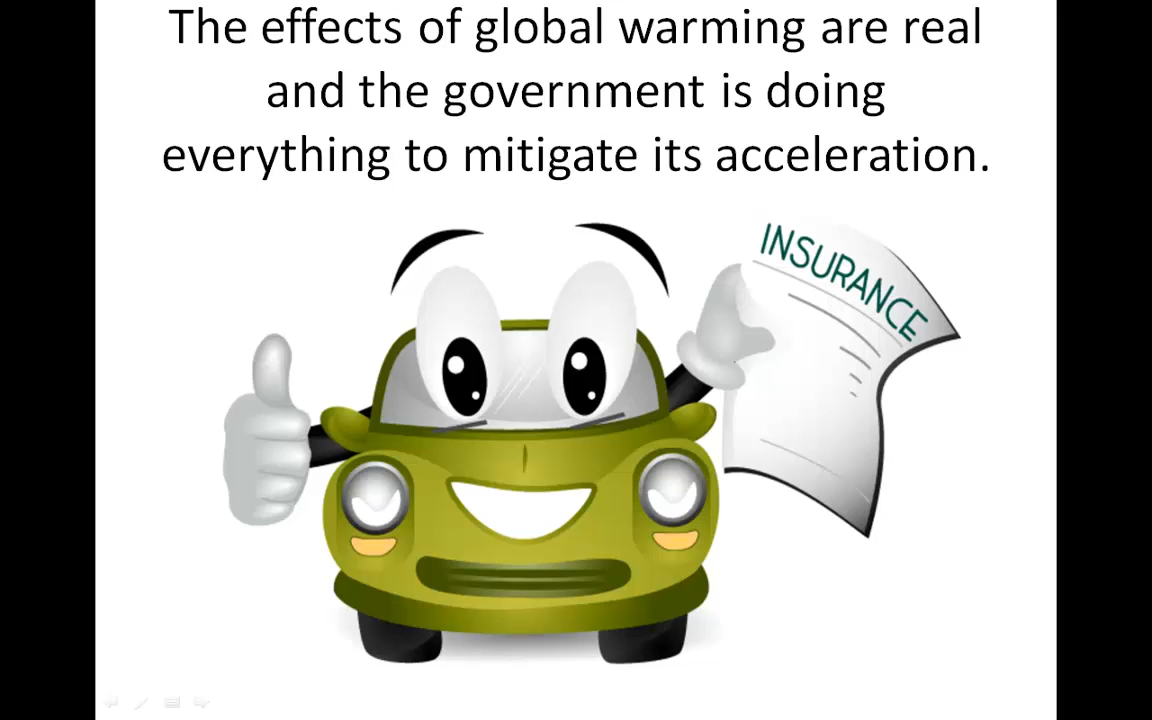 The effects of global warming are real
and the government is doing
everything to mitigate its acceleration.
INSURANCE